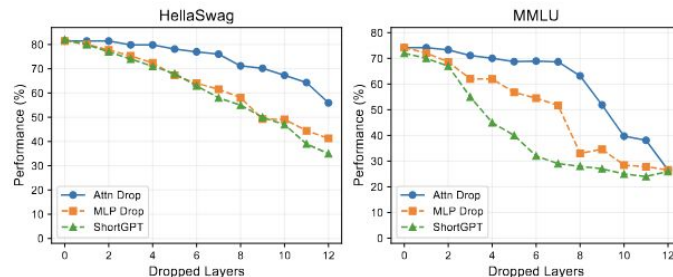 HellaSwag
Performance (%)
80
70
60
50
40
30
20
10
0
Attn Drop
MLP Drop
ShortGPT
0 2 4 6 8 10 12
Dropped Layers
MMLU
Performance (%)
80
70
60
50
40
30
20
10
0
Attn Drop
MLP Drop
ShortGPT
0 2 4 6 8 10 12
Dropped Layers